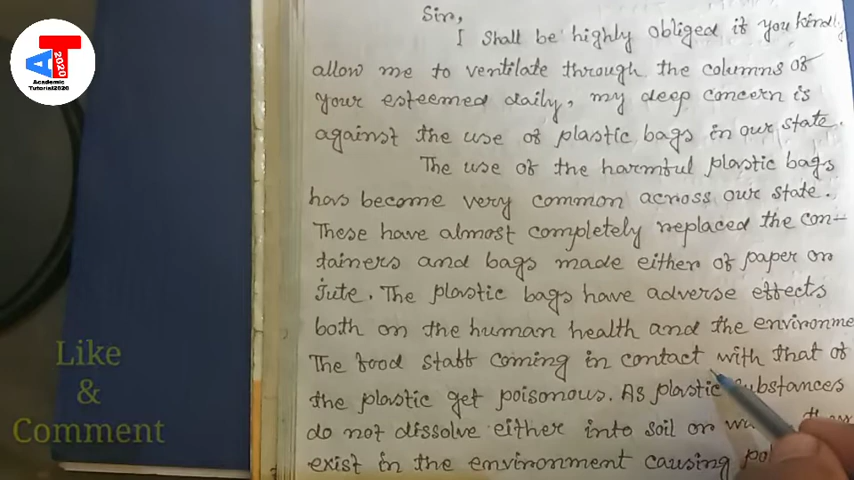 AT
2020
Academic
Tutorial2020
Sir,
I shall be highly obliged if you kindly
allow me to ventilate through the columns of
your esteemed daily, my deep concern is
against the use of plastic bags in our state.
The use of the harmful plastic bags
has become very common across our state.
These have almost completely replaced the con-
tainers and bags made either of paper or
jute. The plastic bags have adverse effects
both on the human health and the environme
The food staff coming in contact with that of
the plastic get poisonous. As plastic substances
do not dissolve either into soil or
exist in the environment causing
Like
&
Comment